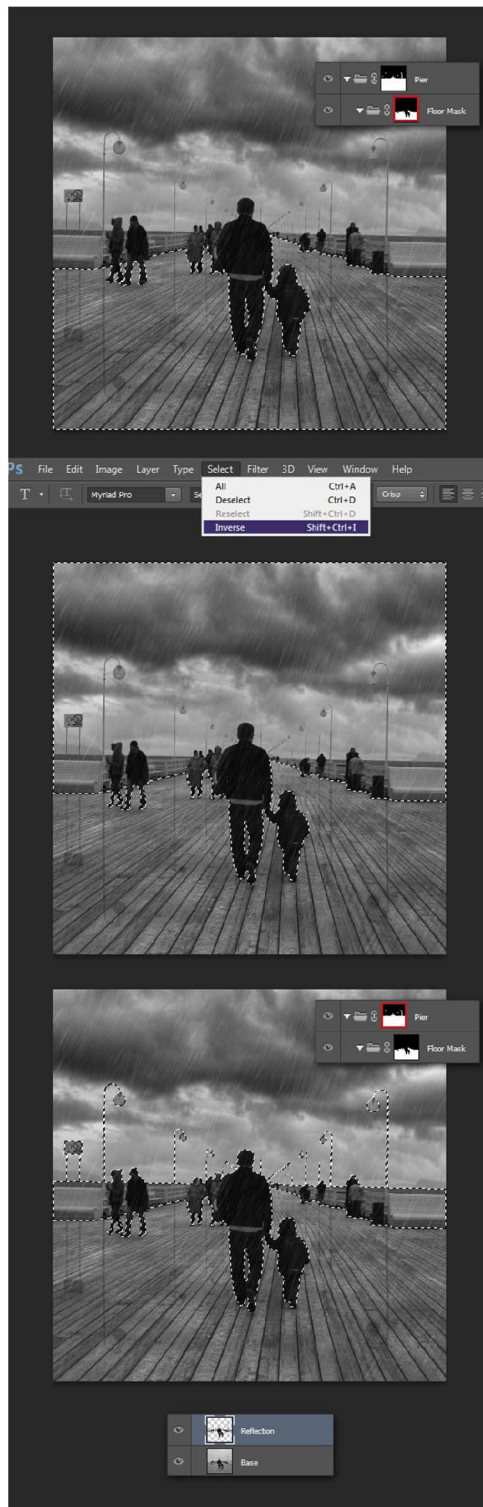 Pier
Floor Mask
Ps File Edit Image Layer Type Select Filter 3D View Window Help
T Myriad Pro Crisp
All Ctrl+A
Deselect Ctrl+D
Reselect Shift+Ctrl+D
Inverse Shift+Ctrl+I
Pier
Floor Mask
Reflection
Base